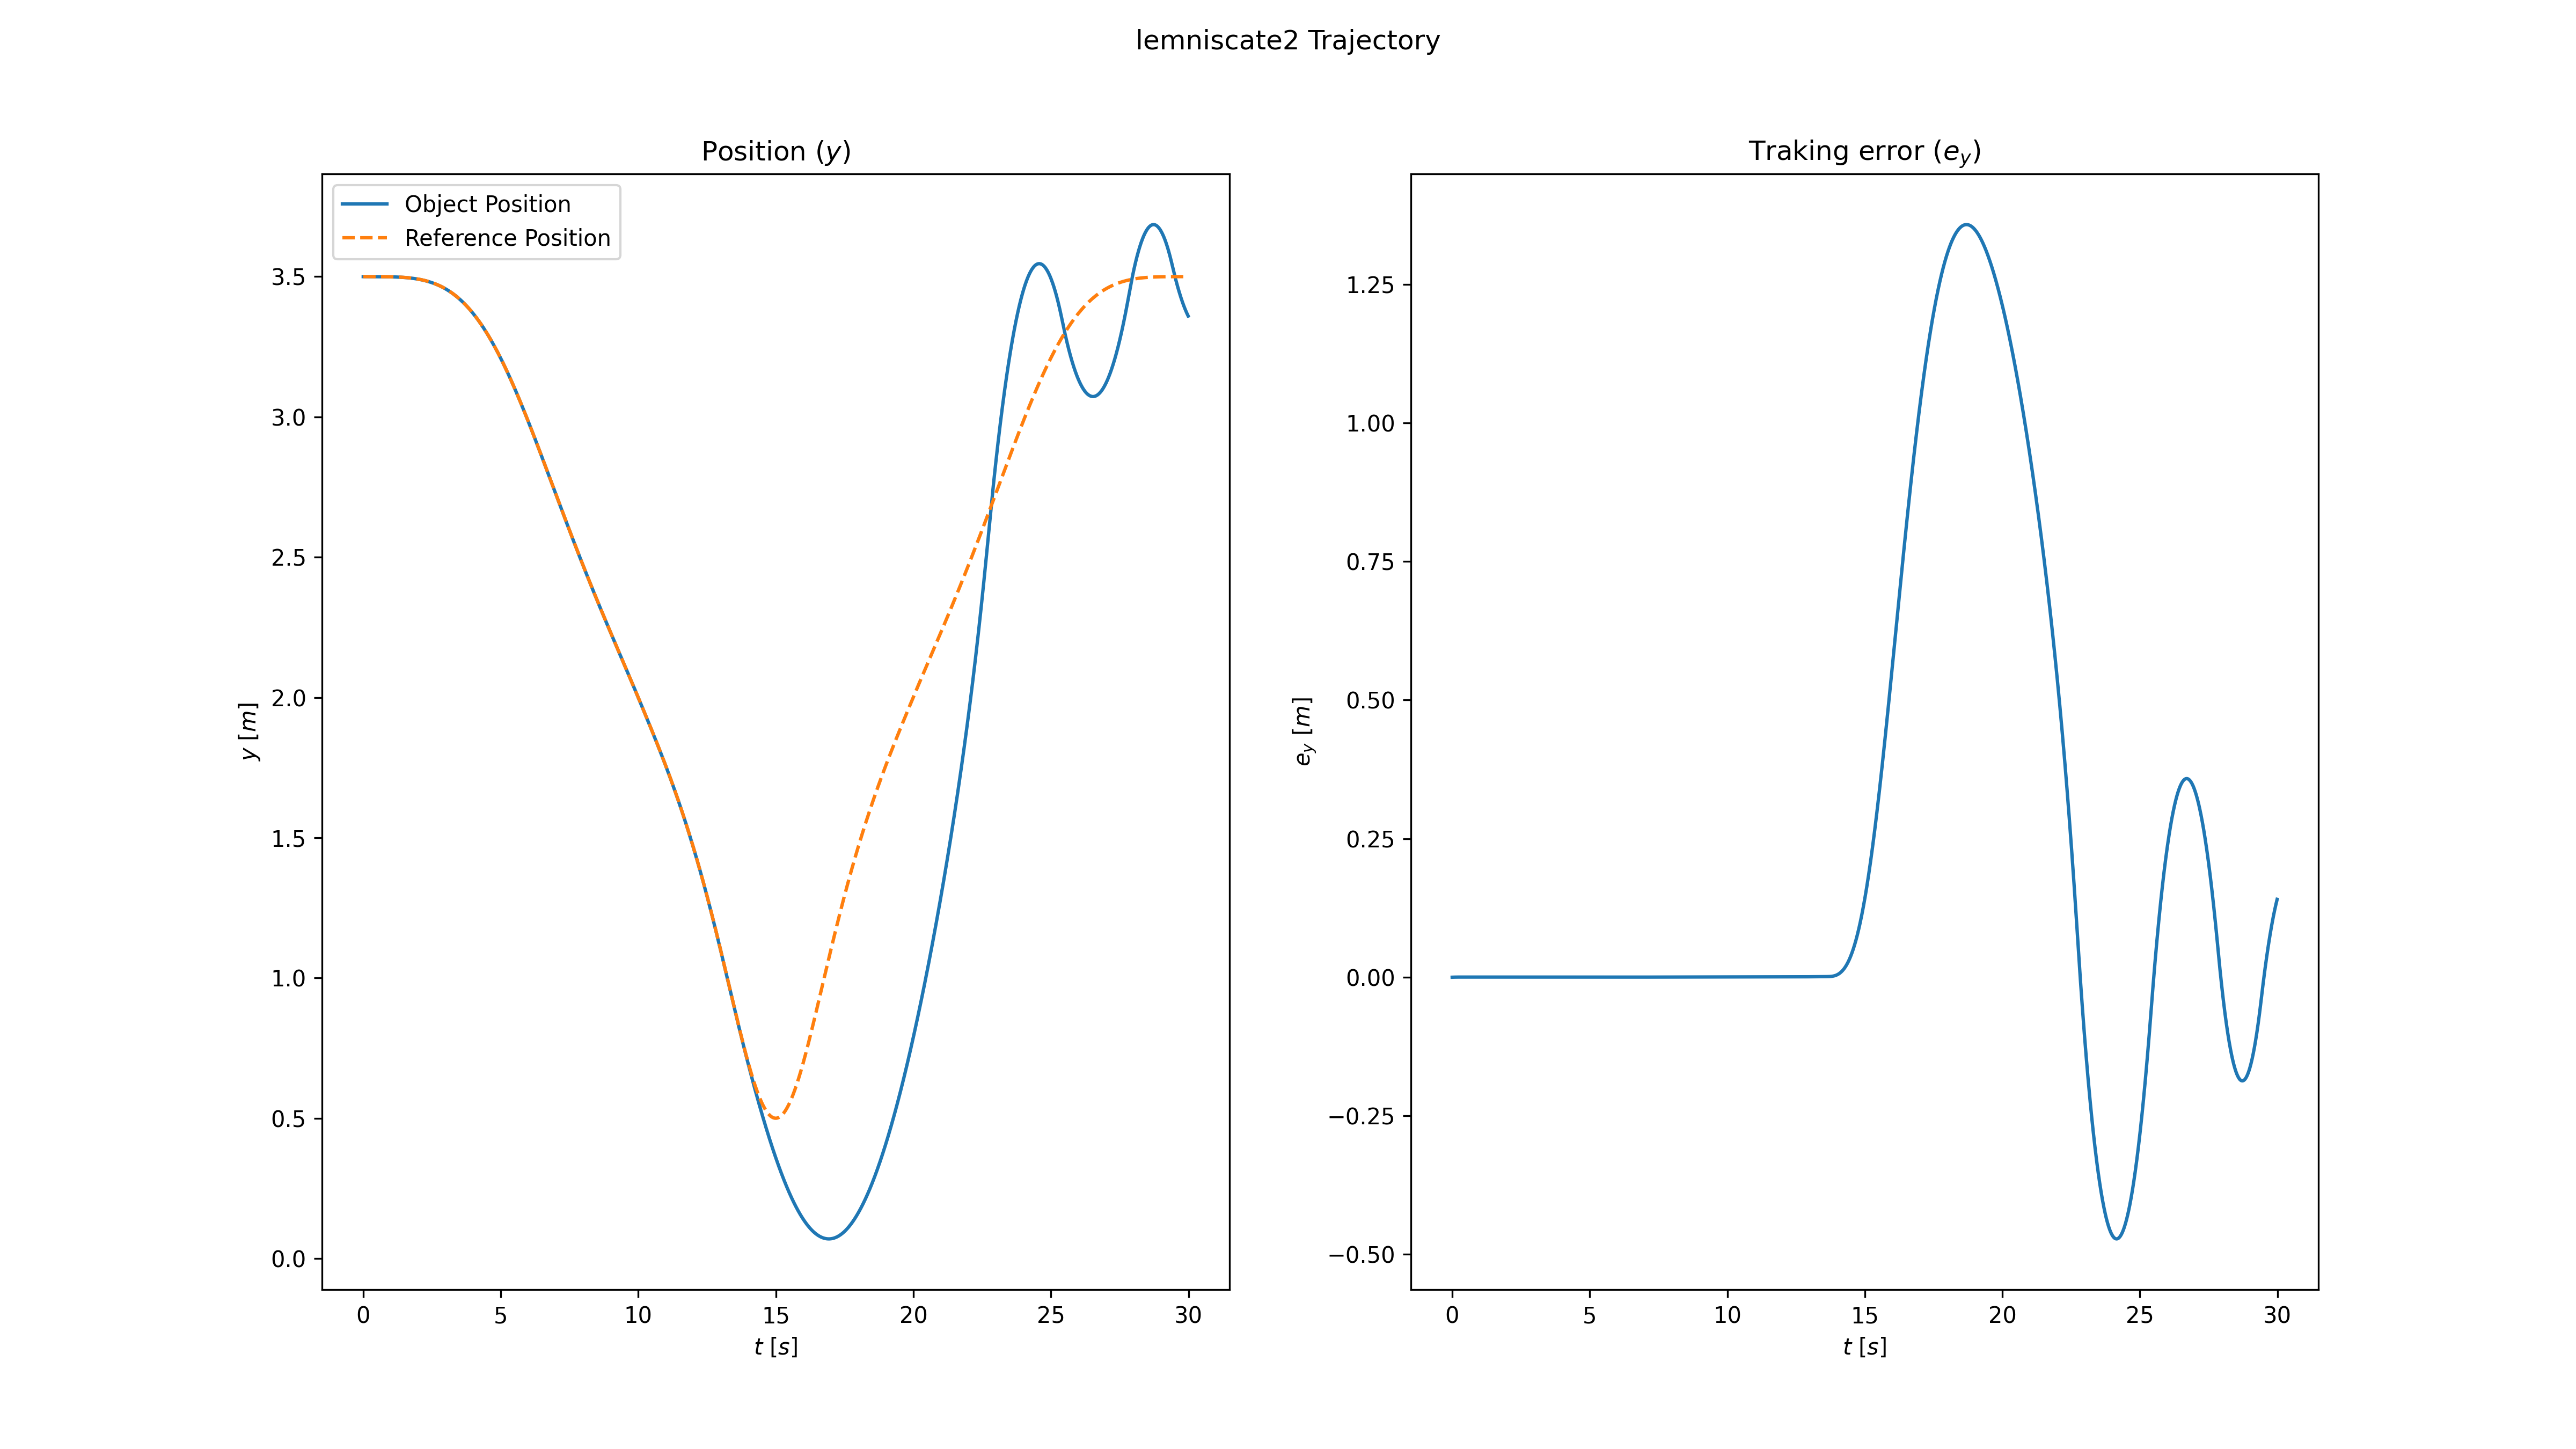 lemniscate2 Trajectory
Position (y)
Object Position
Reference Position
3.5
3.0
2.5
2.0
1.5
1.0
0.5
0.0
y [m]
0 5 10 15 20 25 30
t [s]
Traking error (e_y)
1.25
1.00
0.75
0.50
0.25
0.00
−0.25
−0.50
e_y [m]
0 5 10 15 20 25 30
t [s]